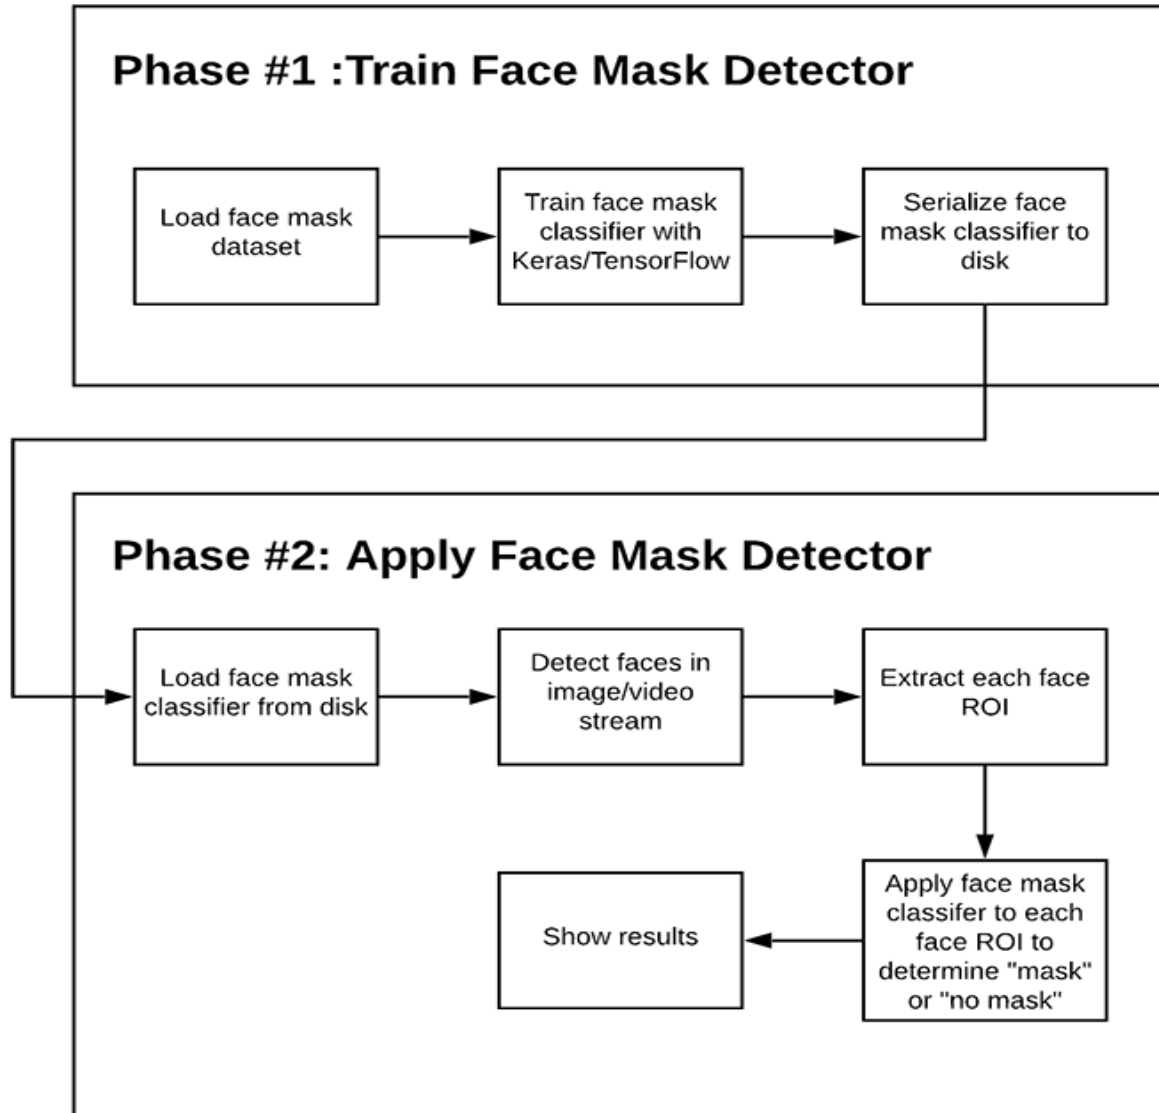 Phase #1 :Train Face Mask Detector
Load face mask
dataset
Train face mask
classifier with
Keras/TensorFlow
Serialize face
mask classifier to
disk
Phase #2: Apply Face Mask Detector
Load face mask
classifier from disk
Detect faces in
image/video
stream
Extract each face
ROI
Apply face mask
classifer to each
face ROI to
determine "mask"
or "no mask"
Show results